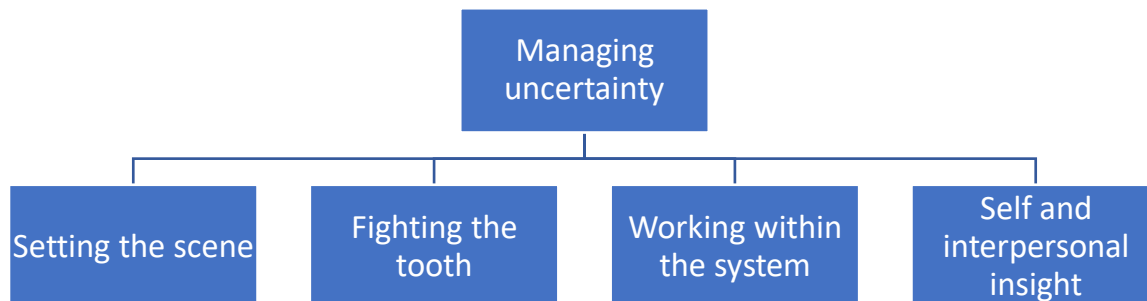 Managing
uncertainty
Setting the scene
Fighting the
tooth
Working within
the system
Self and
interpersonal
insight